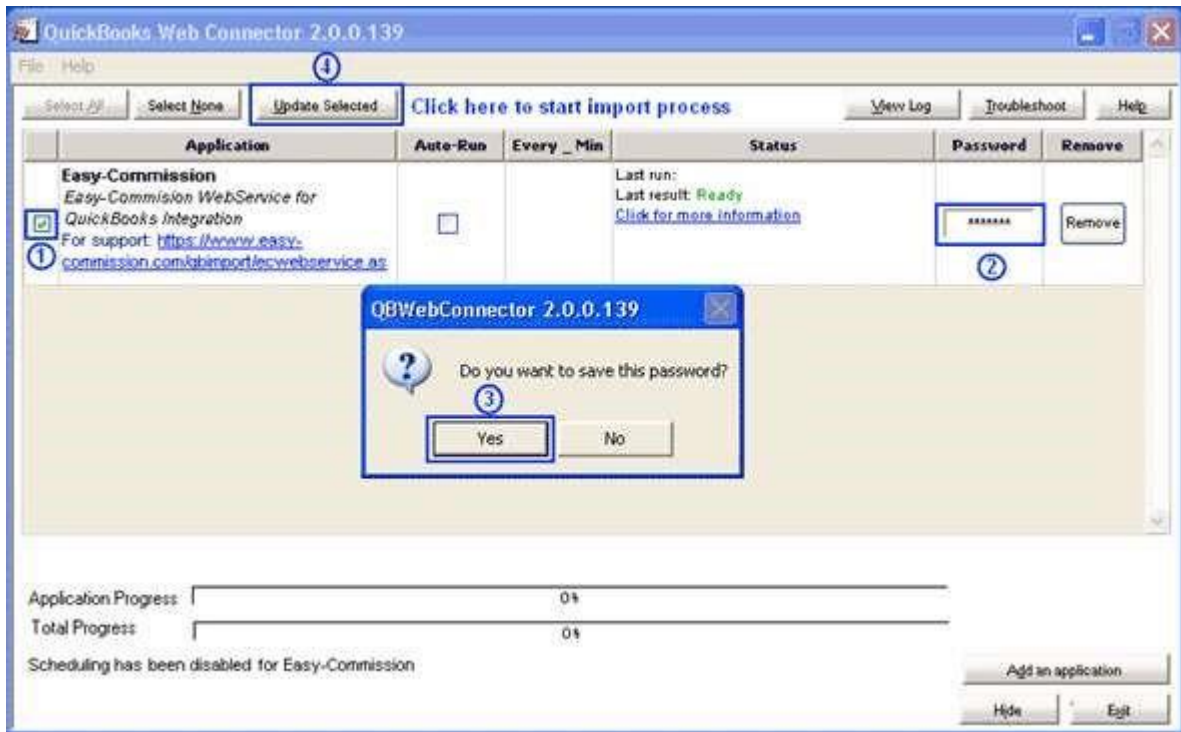 QuickBooks Web Connector 2.0.0.139
File Help
4
Select All Select None Update Selected Click here to start import process View Log Troubleshoot Help
Application Auto-Run Every _ Min Status Password Remove
Easy-Commission
Easy-Commision WebService for
QuickBooks Integration
For support: https://www.easy-
commission.com/qbimport/ecwebservice.as
1
Last run:
Last result: Ready
Click for more information
*******
Remove
2
QBWebConnector 2.0.0.139
?
Do you want to save this password?
3
Yes No
Application Progress 0%
Total Progress 0%
Scheduling has been disabled for Easy-Commission
Add an application
Hide Exit